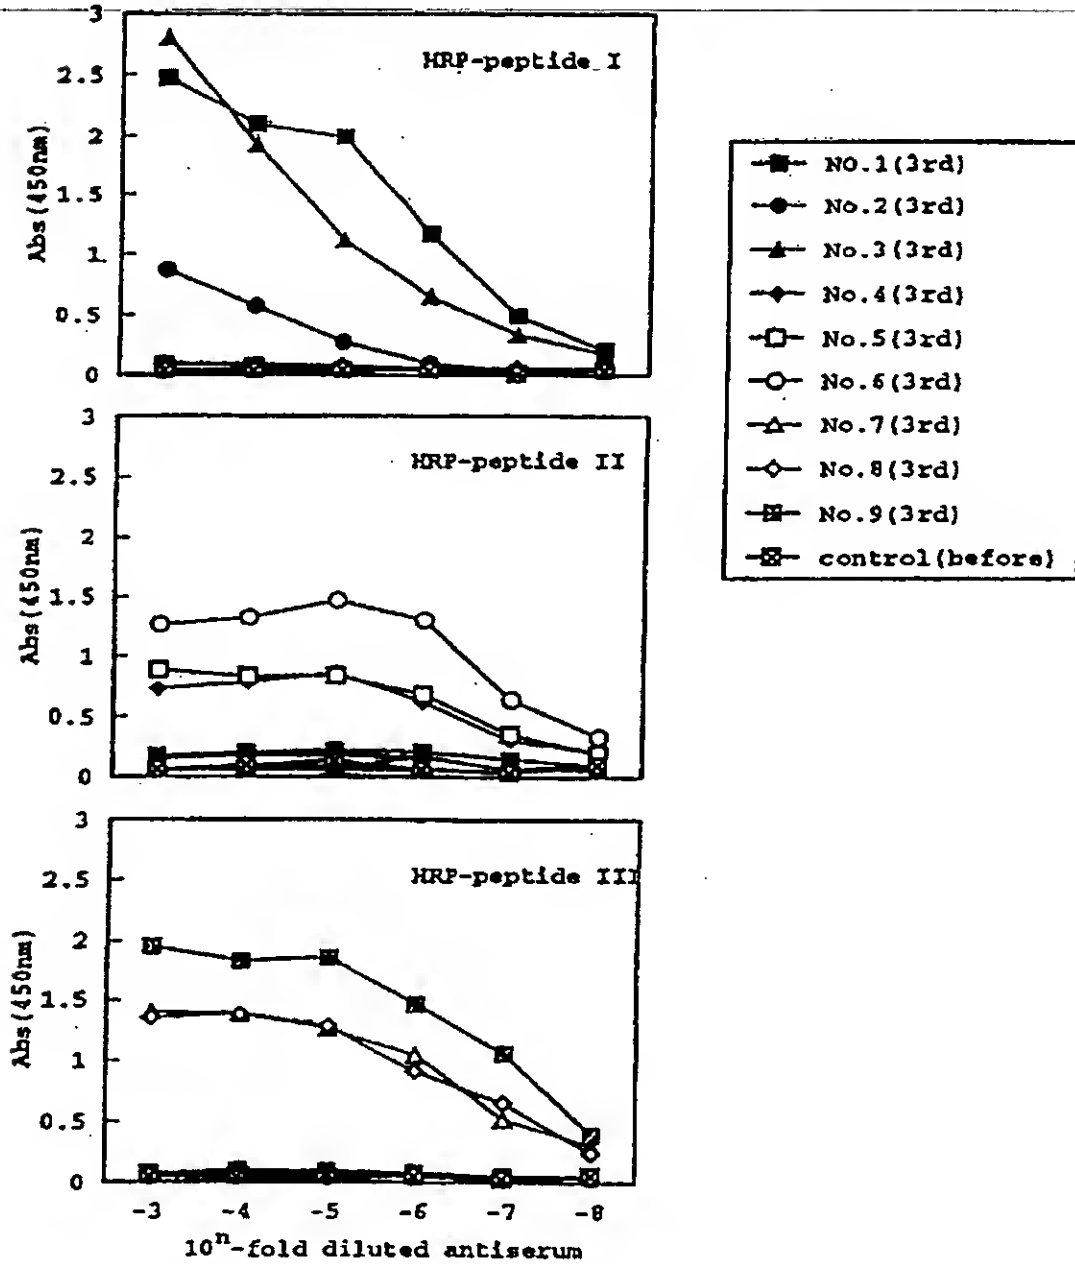 HRP-peptide I
3
2.5
2
1.5
1
0.5
0
Abs(450nm)
HRP-peptide II
3
2.5
2
1.5
1
0.5
0
Abs(450nm)
HRP-peptide III
3
2.5
2
1.5
1
0.5
0
Abs(450nm)
-3 -4 -5 -6 -7 -8
10ⁿ-fold diluted antiserum
NO.1(3rd)
No.2(3rd)
No.3(3rd)
No.4(3rd)
No.5(3rd)
No.6(3rd)
No.7(3rd)
No.8(3rd)
No.9(3rd)
control(before)